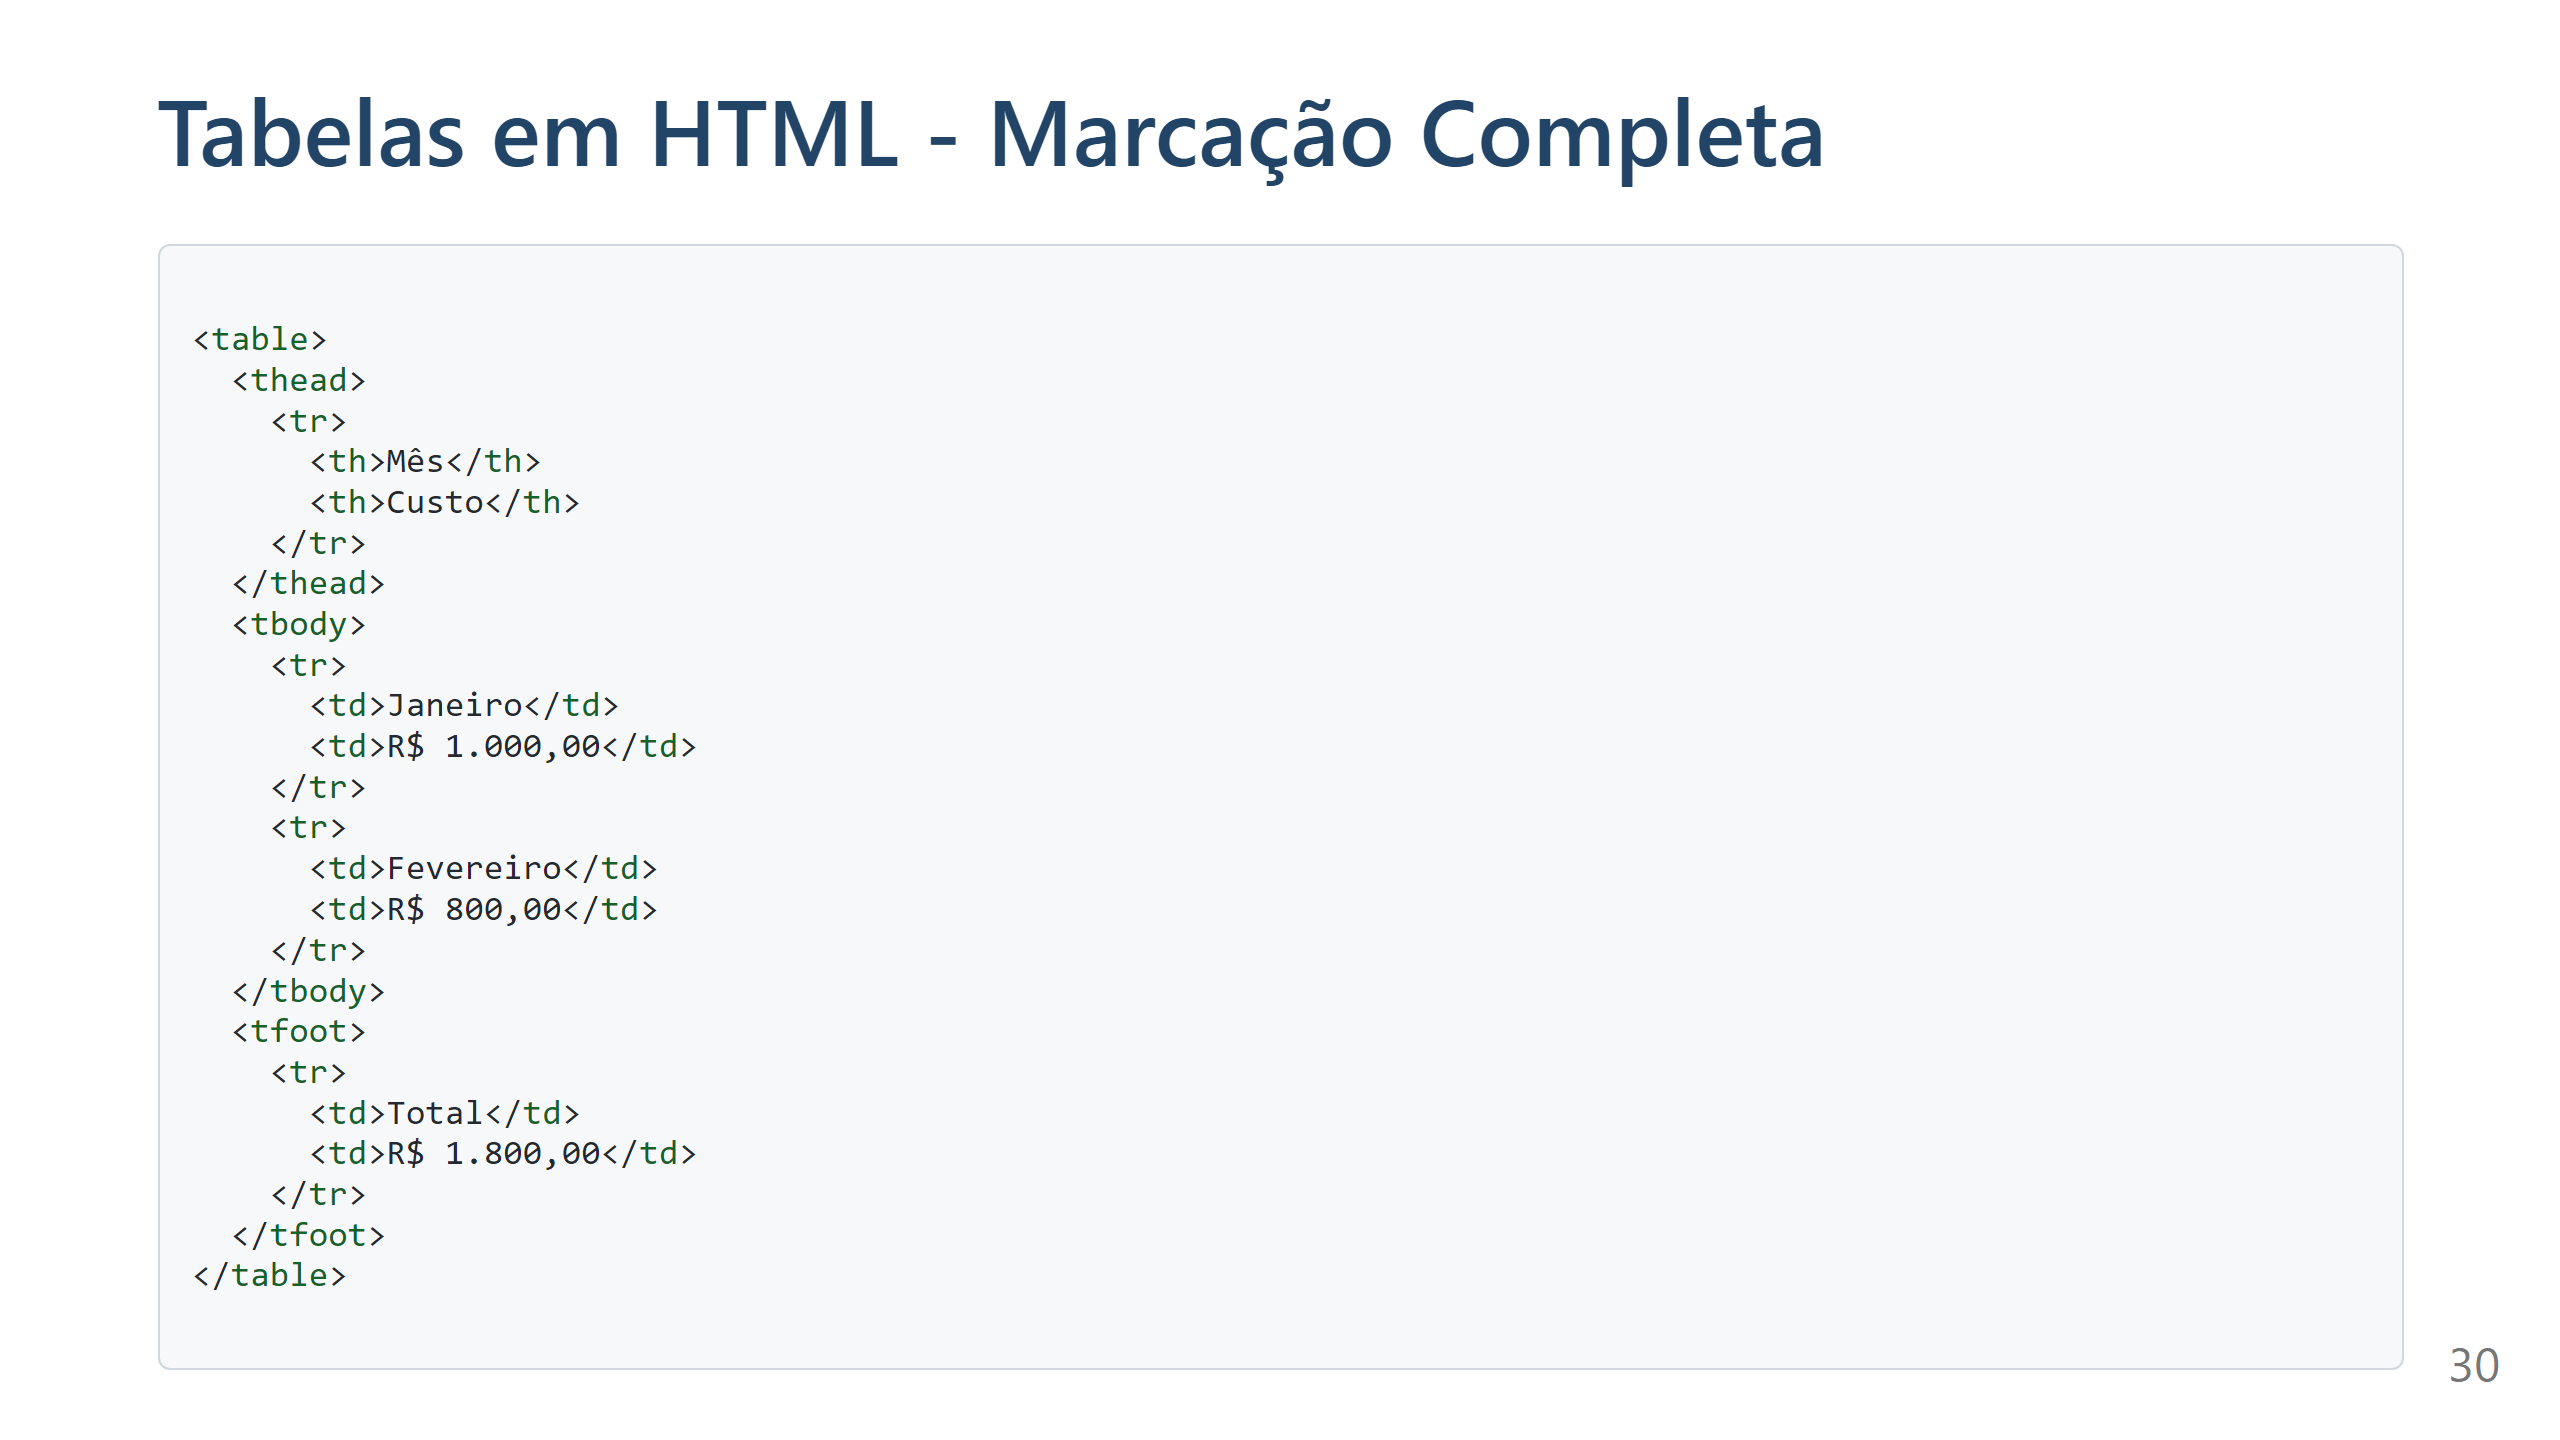 Tabelas em HTML - Marcação Completa
<table>
  <thead>
    <tr>
      <th>Mês</th>
      <th>Custo</th>
    </tr>
  </thead>
  <tbody>
    <tr>
      <td>Janeiro</td>
      <td>R$ 1.000,00</td>
    </tr>
    <tr>
      <td>Fevereiro</td>
      <td>R$ 800,00</td>
    </tr>
  </tbody>
  <tfoot>
    <tr>
      <td>Total</td>
      <td>R$ 1.800,00</td>
    </tr>
  </tfoot>
</table>
30